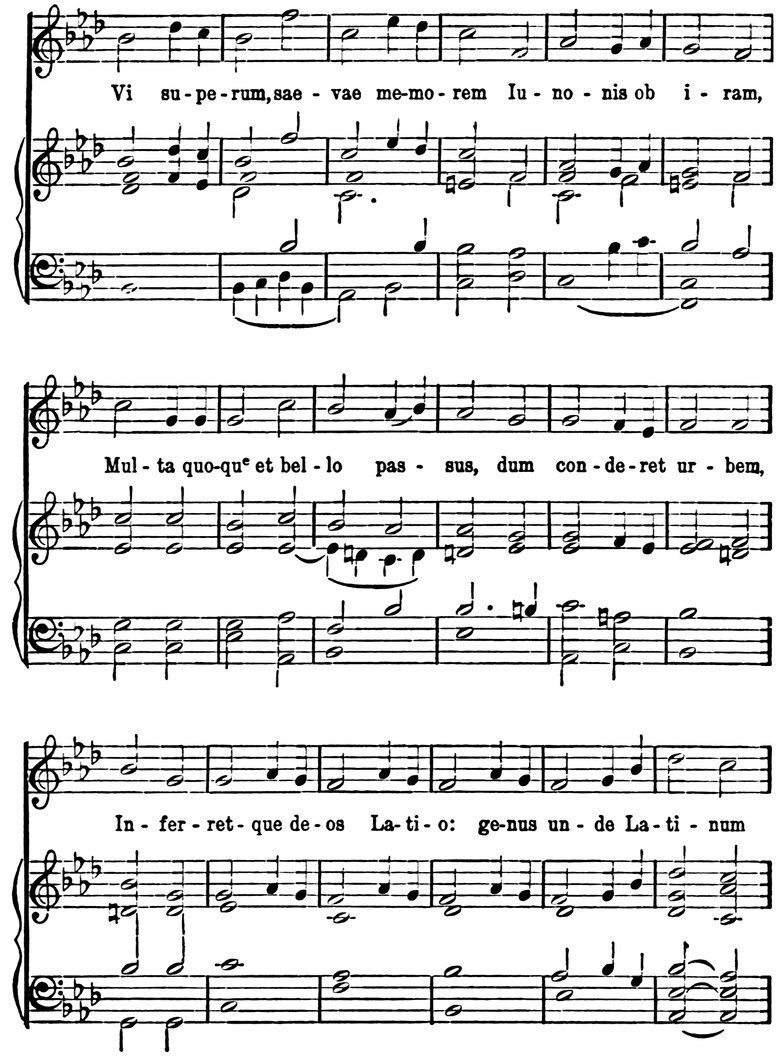 Vi su-pe-rum, sae-vae me-mo-rem Iu-no-nis ob i-ram,
Mul-ta quo-que et bel-lo pas-sus, dum con-de-ret ur-bem,
In-fer-ret-que de-os La-ti-o: ge-nus un-de La-ti-num